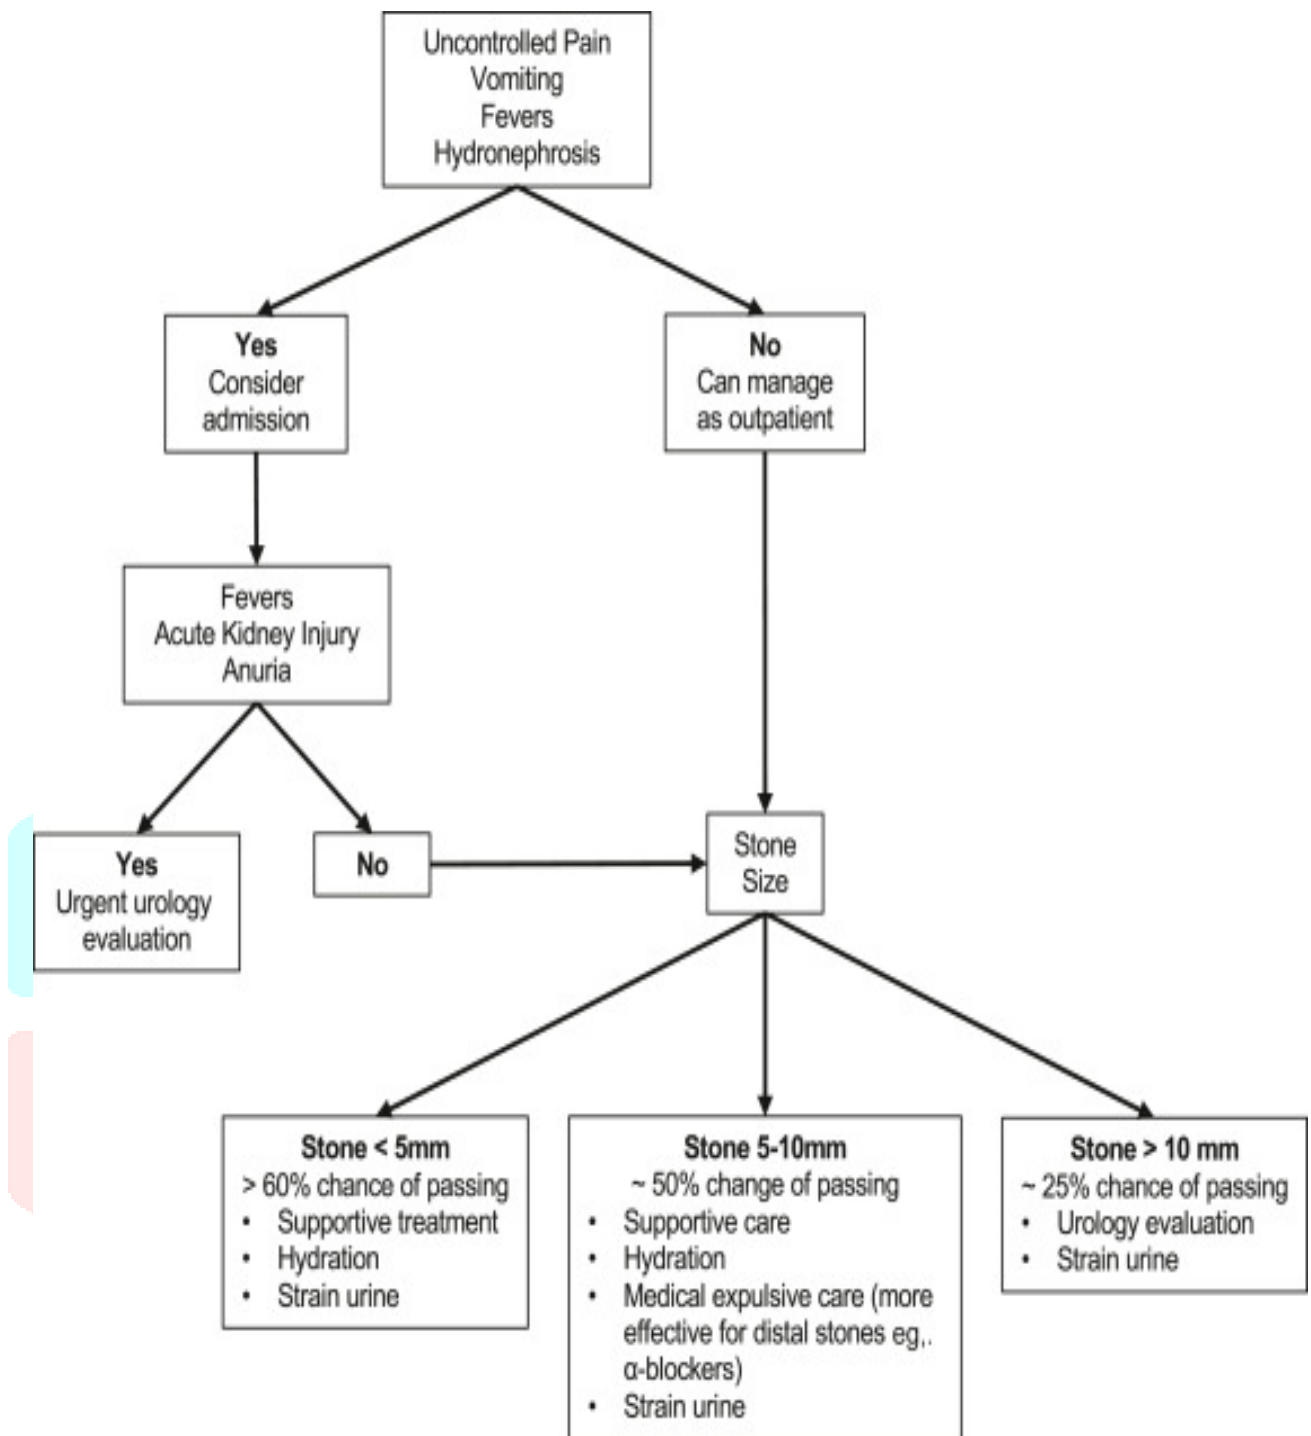 Uncontrolled Pain
Vomiting
Fevers
Hydronephrosis
Yes
Consider
admission
No
Can manage
as outpatient
Fevers
Acute Kidney Injury
Anuria
Yes
Urgent urology
evaluation
No
Stone
Size
Stone < 5mm
> 60% chance of passing
• Supportive treatment
• Hydration
• Strain urine
Stone 5-10mm
~ 50% change of passing
• Supportive care
• Hydration
• Medical expulsive care (more
effective for distal stones eg,.
α-blockers)
• Strain urine
Stone > 10 mm
~ 25% chance of passing
• Urology evaluation
• Strain urine